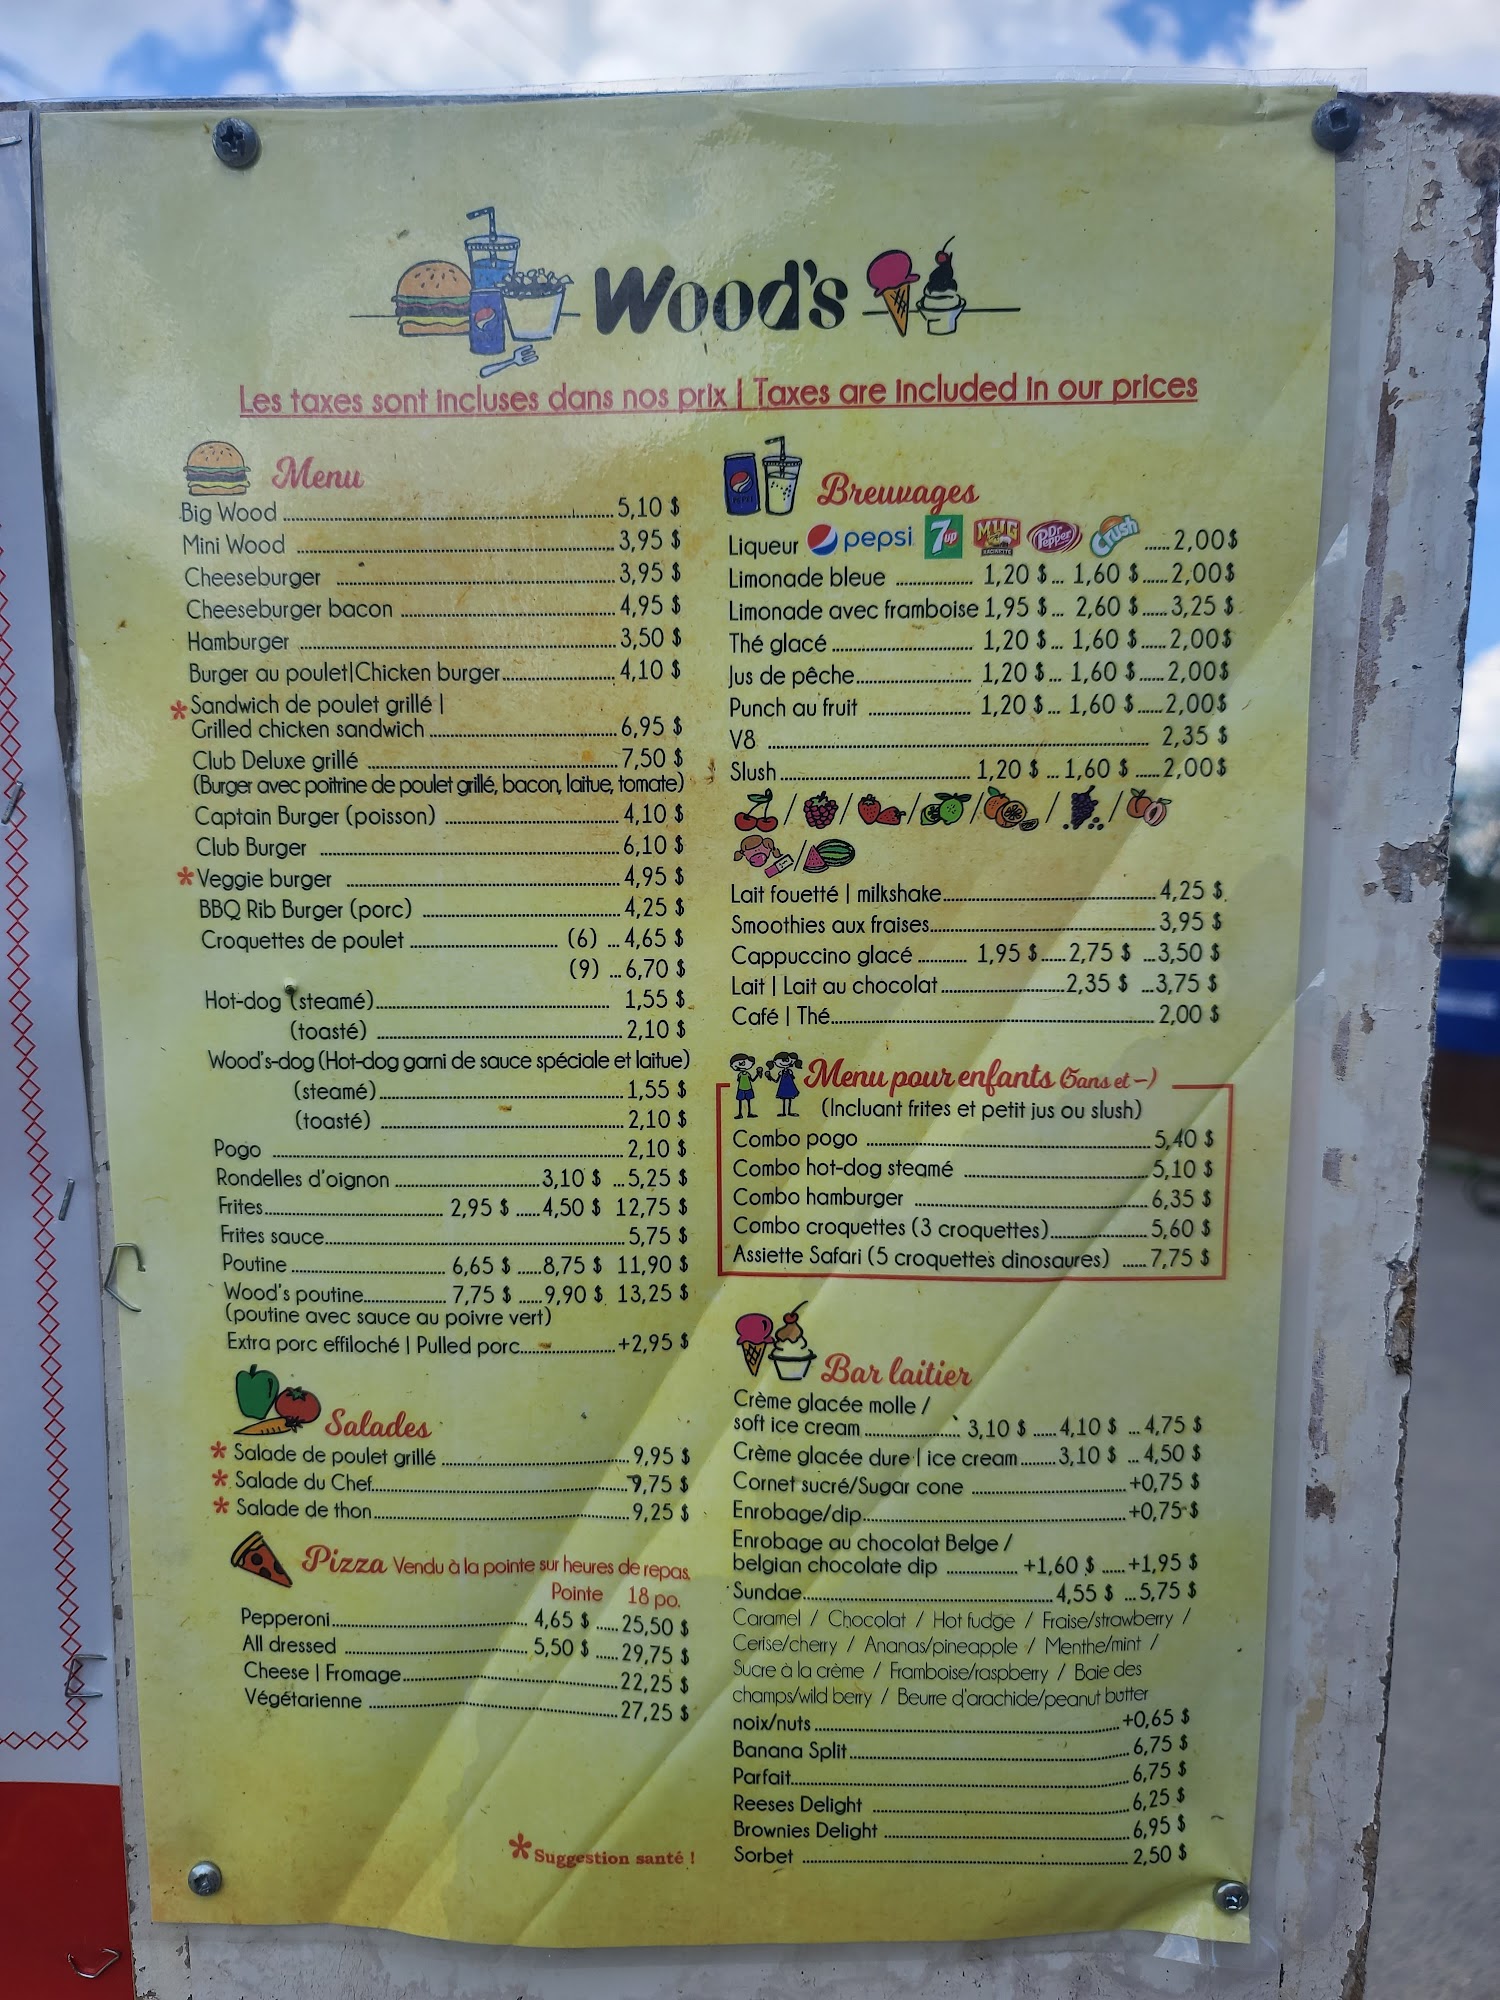 Wood's
Les taxes sont incluses dans nos prix | Taxes are included in our prices
Menu
Big Wood ..... 5,10 $
Mini Wood ..... 3,95 $
Cheeseburger ..... 3,95 $
Cheeseburger bacon ..... 4,95 $
Hamburger ..... 3,50 $
Burger au poulet|Chicken burger..... 4,10 $
* Sandwich de poulet grillé |
Grilled chicken sandwich ..... 6,95 $
Club Deluxe grillé ..... 7,50 $
(Burger avec poitrine de poulet grillé, bacon, laitue, tomate)
Captain Burger (poisson) ..... 4,10 $
Club Burger ..... 6,10 $
* Veggie burger ..... 4,95 $
BBQ Rib Burger (porc) ..... 4,25 $
Croquettes de poulet ..... (6) ... 4,65 $
(9) ... 6,70 $
Hot-dog (steamé)..... 1,55 $
(toasté) ..... 2,10 $
Wood's-dog (Hot-dog garni de sauce spéciale et laitue)
(steamé)..... 1,55 $
(toasté) ..... 2,10 $
Pogo ..... 2,10 $
Rondelles d'oignon ..... 3,10 $ ... 5,25 $
Frites..... 2,95 $ ..... 4,50 $ 12,75 $
Frites sauce..... 5,75 $
Poutine ..... 6,65 $ ..... 8,75 $ 11,90 $
Wood's poutine..... 7,75 $ ..... 9,90 $ 13,25 $
(poutine avec sauce au poivre vert)
Extra porc effiloché | Pulled porc..... +2,95 $
Salades
* Salade de poulet grillé ..... 9,95 $
* Salade du Chef..... 9,75 $
* Salade de thon..... 9,25 $
Pizza Vendu à la pointe sur heures de repas
Pointe 18 po.
Pepperoni..... 4,65 $ ..... 25,50 $
All dressed ..... 5,50 $ ..... 29,75 $
Cheese | Fromage..... 22,25 $
Végétarienne ..... 27,25 $
* Suggestion santé !
Breuvages
Liqueur pepsi 7up MUG RACINETTE Dr Pepper Crush ..... 2,00$
Limonade bleue ..... 1,20 $... 1,60 $..... 2,00$
Limonade avec framboise 1,95 $... 2,60 $..... 3,25 $
Thé glacé ..... 1,20 $... 1,60 $..... 2,00$
Jus de pêche..... 1,20 $... 1,60 $..... 2,00$
Punch au fruit ..... 1,20 $... 1,60 $..... 2,00$
V8 ..... 2,35 $
Slush..... 1,20 $ ... 1,60 $ ..... 2,00$
/ / / / / /
/
Lait fouetté | milkshake..... 4,25 $
Smoothies aux fraises..... 3,95 $
Cappuccino glacé ..... 1,95 $..... 2,75 $ ... 3,50 $
Lait | Lait au chocolat ..... 2,35 $ ... 3,75 $
Café | Thé..... 2,00 $
Menu pour enfants (5ans et -)
(Incluant frites et petit jus ou slush)
Combo pogo ..... 5,40 $
Combo hot-dog steamé ..... 5,10 $
Combo hamburger ..... 6,35 $
Combo croquettes (3 croquettes)..... 5,60 $
Assiette Safari (5 croquettes dinosaures) ..... 7,75 $
Bar laitier
Crème glacée molle /
soft ice cream ..... 3,10 $ ..... 4,10 $ ... 4,75 $
Crème glacée dure | ice cream..... 3,10 $ ... 4,50 $
Cornet sucré/Sugar cone ..... +0,75 $
Enrobage/dip..... +0,75 $
Enrobage au chocolat Belge /
belgian chocolate dip ..... +1,60 $ ..... +1,95 $
Sundae..... 4,55 $ ... 5,75 $
Caramel / Chocolat / Hot fudge / Fraise/strawberry /
Cerise/cherry / Ananas/pineapple / Menthe/mint /
Sucre à la crème / Framboise/raspberry / Baie des
champs/wild berry / Beurre d'arachide/peanut butter
noix/nuts ..... +0,65 $
Banana Split..... 6,75 $
Parfait..... 6,75 $
Reeses Delight ..... 6,25 $
Brownies Delight ..... 6,95 $
Sorbet ..... 2,50 $